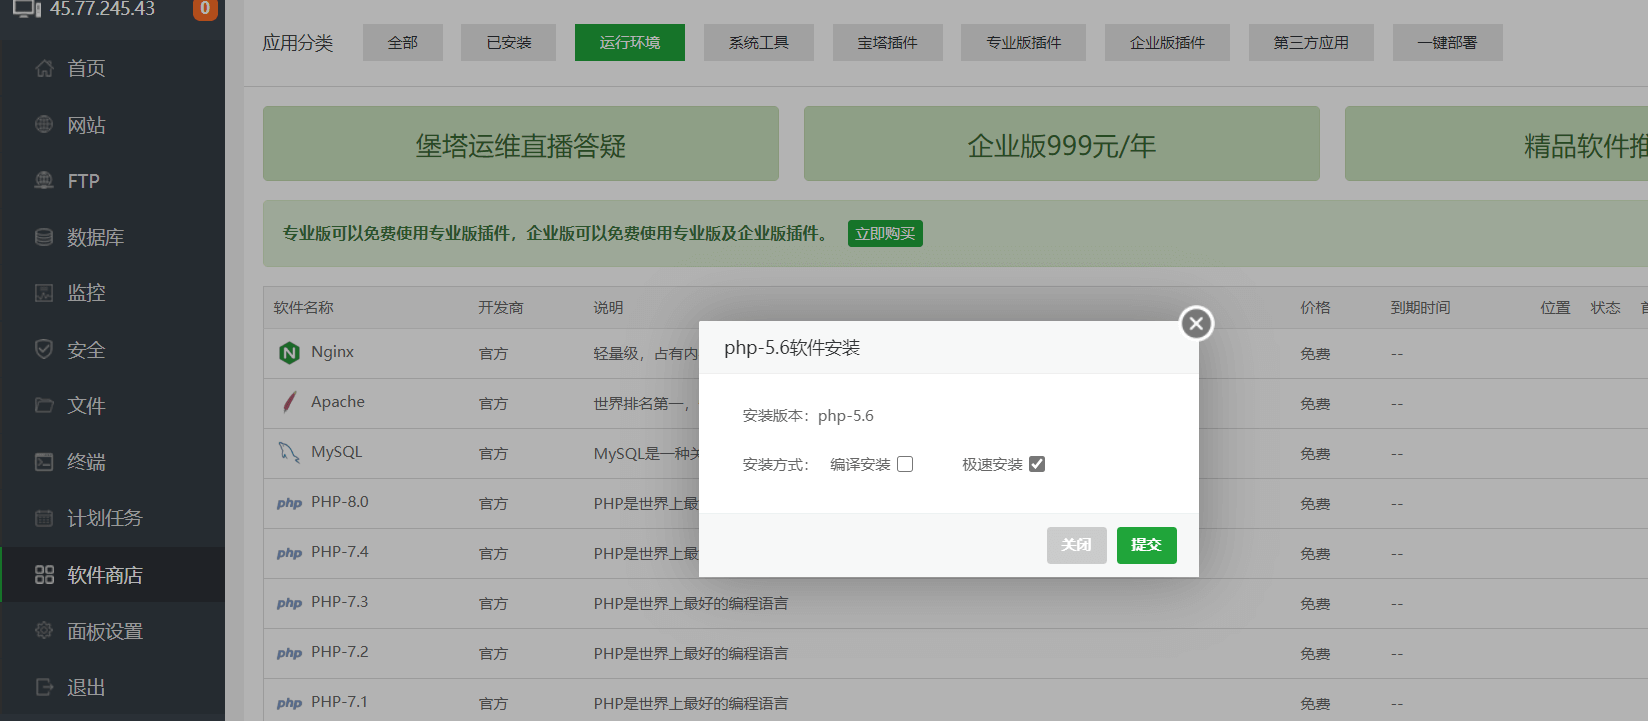 45.77.245.43
0
首页
网站
FTP
数据库
监控
安全
文件
终端
计划任务
软件商店
面板设置
退出
应用分类 全部 已安装 运行环境 系统工具 宝塔插件 专业版插件 企业版插件 第三方应用 一键部署
堡塔运维直播答疑 企业版999元/年 精品软件推
专业版可以免费使用专业版插件，企业版可以免费使用专业版及企业版插件。 立即购买
软件名称 开发商 说明 价格 到期时间 位置 状态
Nginx 官方 轻量级，占有内 免费 --
Apache 官方 世界排名第一， 免费 --
MySQL 官方 MySQL是一种关 免费 --
php PHP-8.0 官方 PHP是世界上最 免费 --
php PHP-7.4 官方 PHP是世界上最 免费 --
php PHP-7.3 官方 PHP是世界上最好的编程语言 免费 --
php PHP-7.2 官方 PHP是世界上最好的编程语言 免费 --
php PHP-7.1 官方 PHP是世界上最好的编程语言 免费 --
php-5.6软件安装
安装版本： php-5.6
安装方式： 编译安装 极速安装
关闭 提交